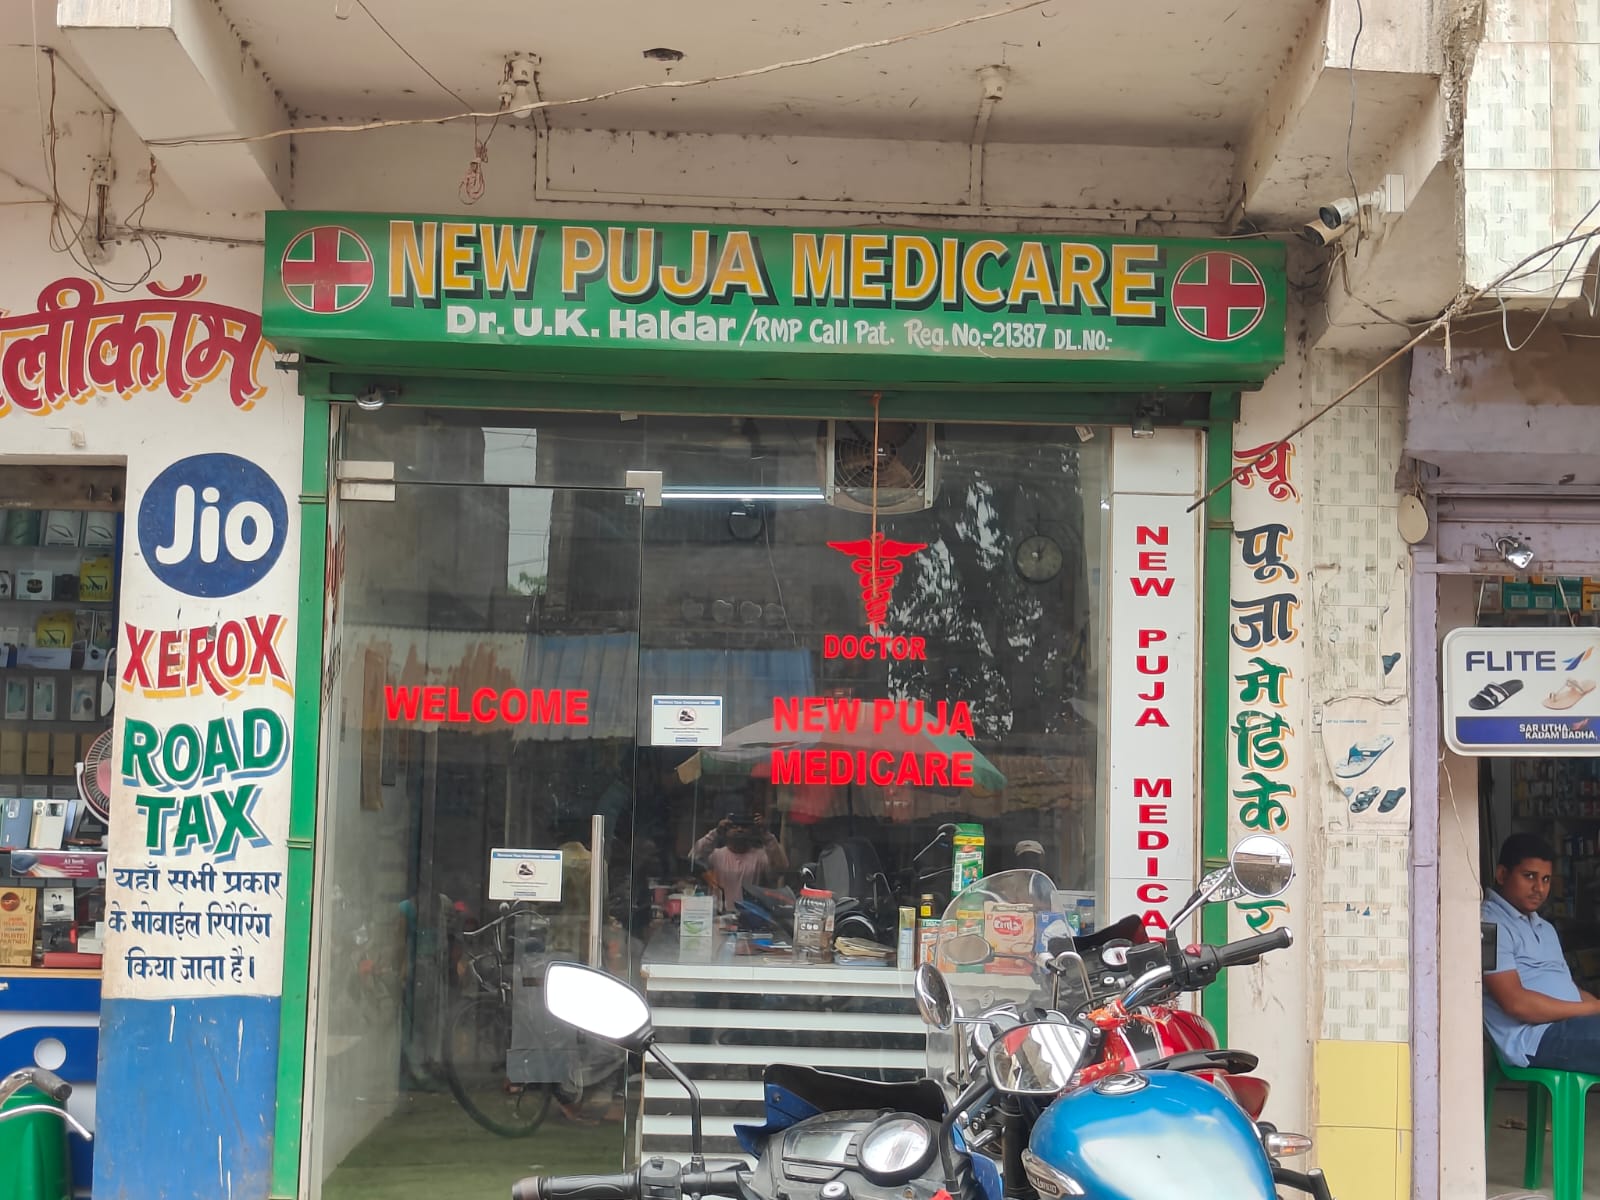 NEW PUJA MEDICARE
Dr. U.K. Haldar/RMP Call Pat. Reg. No.-21387 DL.NO:-
लीकॉम
Jio
XEROX
ROAD
TAX
यहाँ सभी प्रकार
के मोबाईल रिपैरिंग
किया जाता है।
WELCOME
DOCTOR
NEW PUJA
MEDICARE
NEW PUJA MEDICA
न्यू पूजा मेडिकेर
FLITE
SAR UTHA,
KADAM BADHA